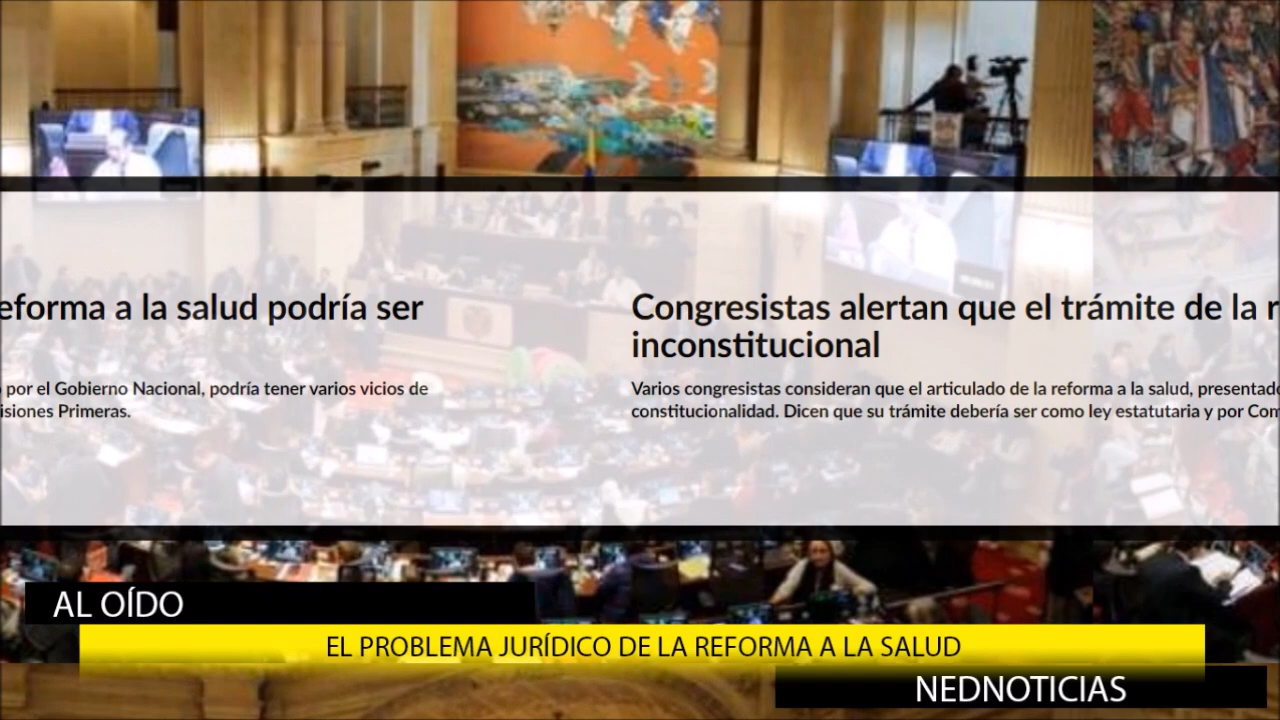 eforma a la salud podría ser
por el Gobierno Nacional, podría tener varios vicios de
isiones Primeras.
Congresistas alertan que el trámite de la r
inconstitucional
Varios congresistas consideran que el articulado de la reforma a la salud, presentado
constitucionalidad. Dicen que su trámite debería ser como ley estatutaria y por Com
AL OÍDO
EL PROBLEMA JURÍDICO DE LA REFORMA A LA SALUD
NEDNOTICIAS